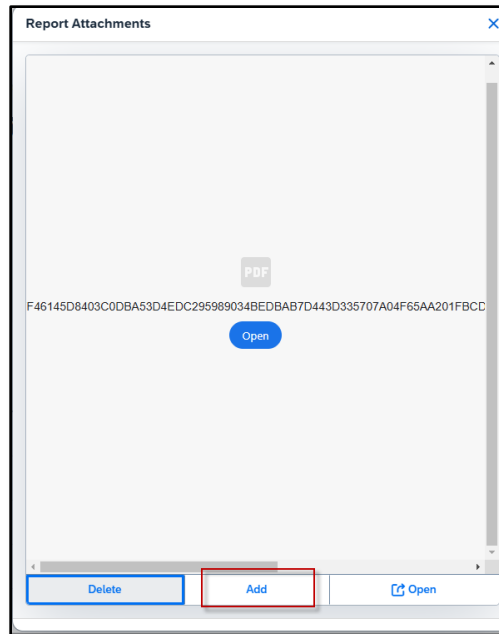 Report Attachments
PDF
F46145D8403C0DBA53D4EDC295989034BEDBAB7D443D335707A04F65AA201FBCD
Open
Delete
Add
Open